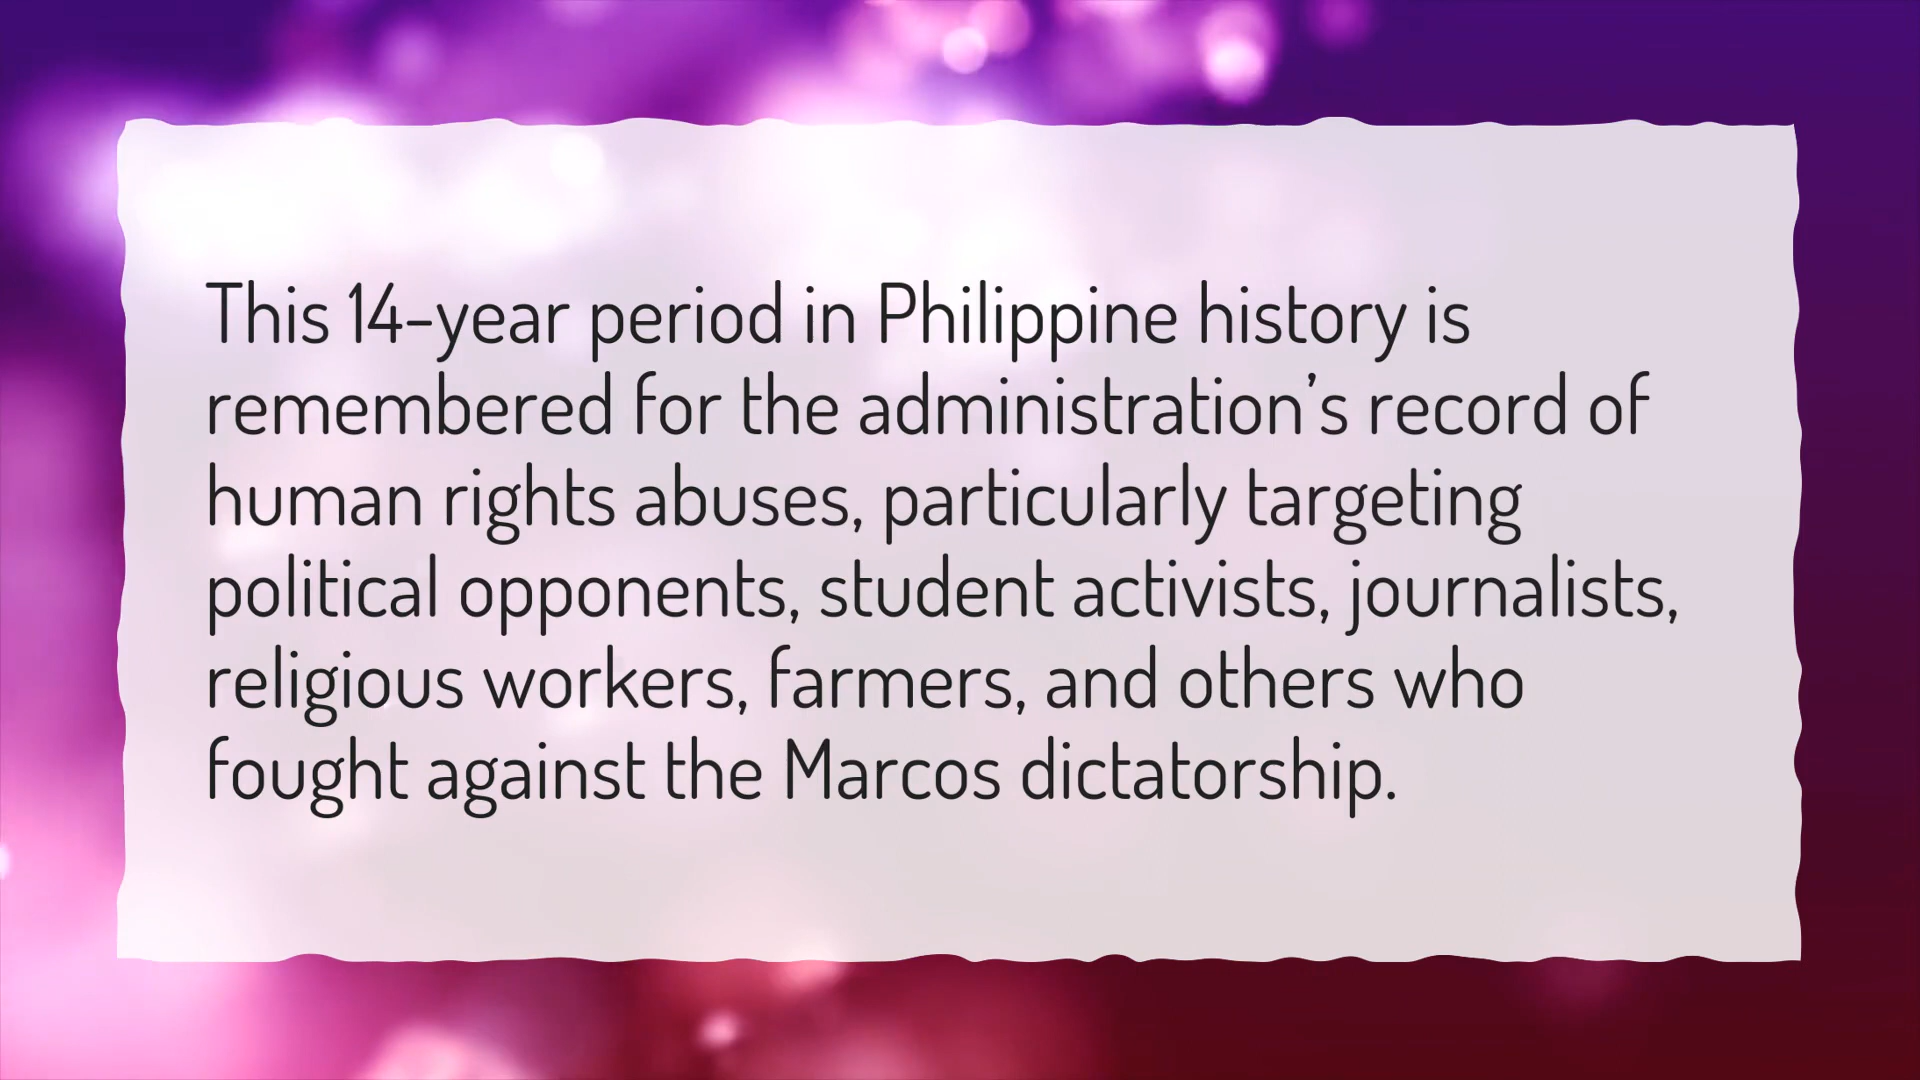 This 14-year period in Philippine history is
remembered for the administration’s record of
human rights abuses, particularly targeting
political opponents, student activists, journalists,
religious workers, farmers, and others who
fought against the Marcos dictatorship.